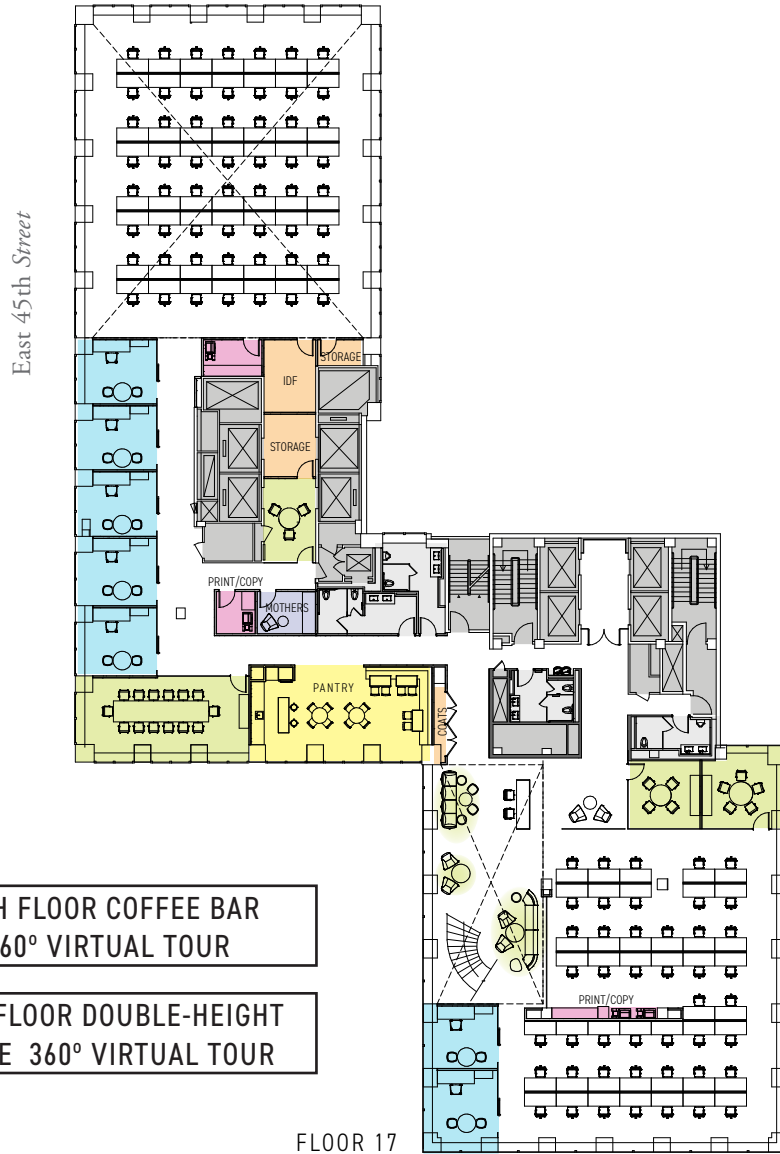 East 45th Street
STORAGE
IDF
STORAGE
PRINT/COPY
MOTHERS
PANTRY
COATS
FLOOR COFFEE BAR
60º VIRTUAL TOUR
FLOOR DOUBLE-HEIGHT
360º VIRTUAL TOUR
PRINT/COPY
FLOOR 17